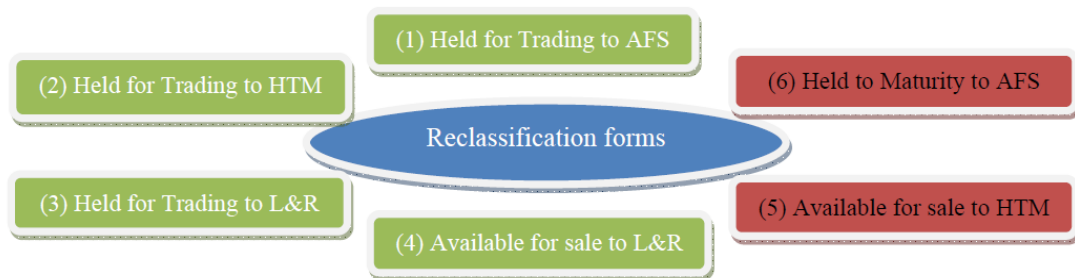 (1) Held for Trading to AFS
(2) Held for Trading to HTM
(6) Held to Maturity to AFS
Reclassification forms
(3) Held for Trading to L&R
(5) Available for sale to HTM
(4) Available for sale to L&R